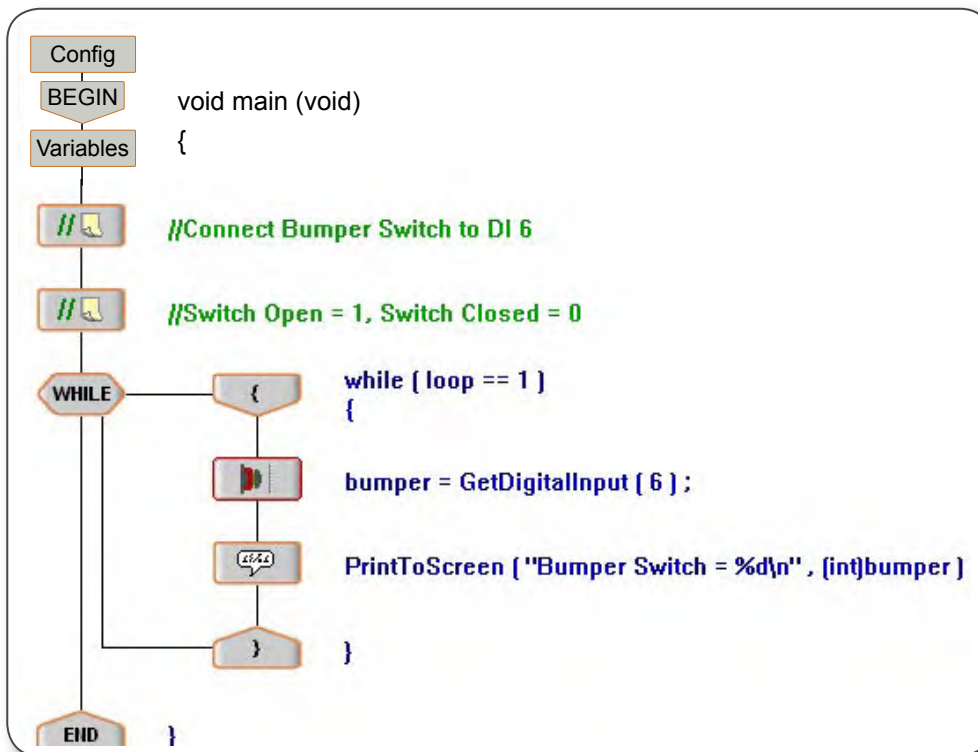 Config
BEGIN
void main (void)
Variables
{
// //Connect Bumper Switch to DI 6
// //Switch Open = 1, Switch Closed = 0
WHILE
{
while ( loop == 1 )
{
bumper = GetDigitalInput ( 6 ) ;
PrintToScreen ( "Bumper Switch = %d\n" , (int)bumper )
}
}
END
}